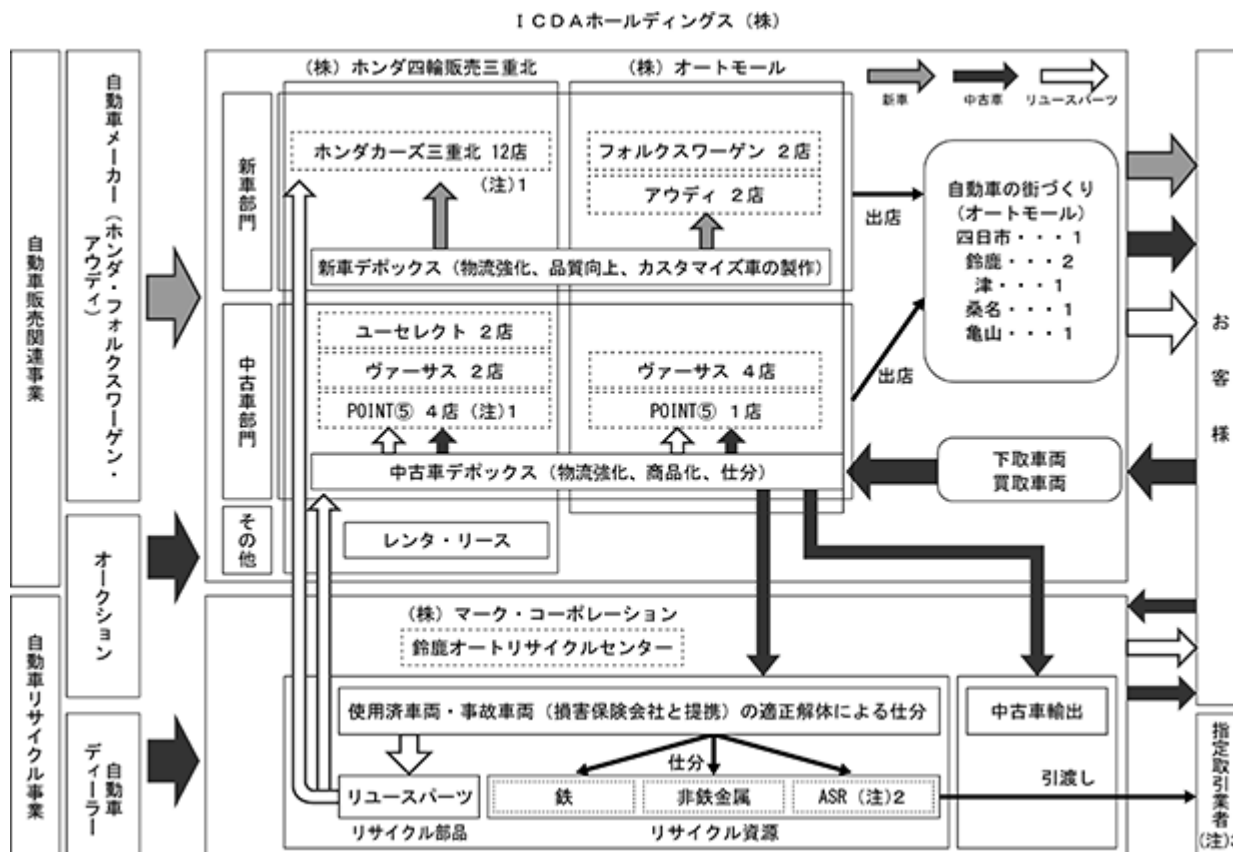 ＩＣＤＡホールディングス（株）
自動車販売関連事業
自動車リサイクル事業
自動車メーカー（ホンダ・フォルクスワーゲン・
アウディ）
オークション
自動車
ディーラー
（株）ホンダ四輪販売三重北
（株）オートモール
新車
中古車
リユースパーツ
新車部門
ホンダカーズ三重北 12店
(注)1
フォルクスワーゲン 2店
アウディ 2店
新車デポックス（物流強化、品質向上、カスタマイズ車の製作）
出店
自動車の街づくり
(オートモール)
四日市・・・1
鈴鹿・・・2
津・・・1
桑名・・・1
亀山・・・1
中古車部門
ユーセレクト 2店
ヴァーサス 2店
POINT⑤ 4店（注)1
ヴァーサス 4店
POINT⑤ 1店
出店
中古車デポックス（物流強化、商品化、仕分）
下取車両
買取車両
お客様
その他
レンタ・リース
（株）マーク・コーポレーション
鈴鹿オートリサイクルセンター
使用済車両・事故車両（損害保険会社と提携）の適正解体による仕分
中古車輸出
仕分
リユースパーツ
鉄
非鉄金属
ASR（注)2
引渡し
リサイクル部品
リサイクル資源
指定取引業者
(注)